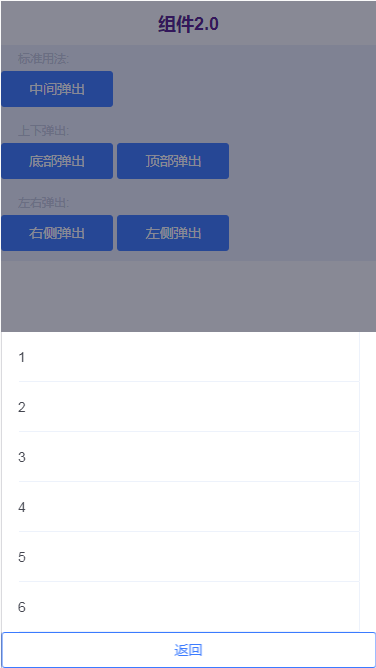 组件2.0
标准用法:
中间弹出
上下弹出:
底部弹出 顶部弹出
左右弹出:
右侧弹出 左侧弹出
1
2
3
4
5
6
返回